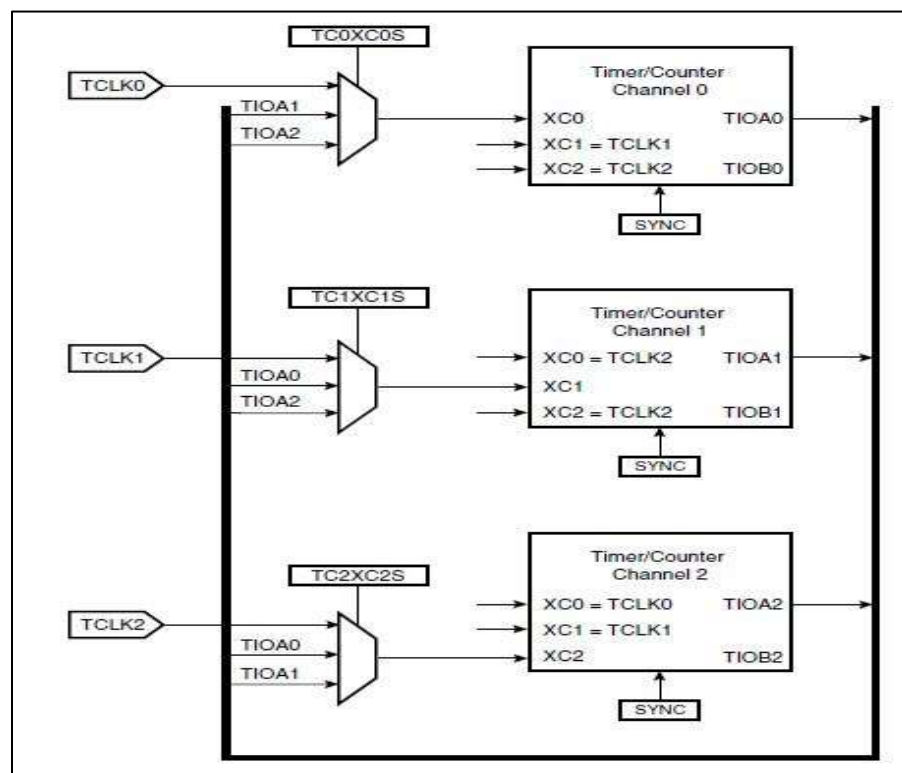 TC0XC0S
Timer/Counter
Channel 0
TCLK0
TIOA1
TIOA2
XC0
TIOA0
XC1 = TCLK1
XC2 = TCLK2
TIOB0
SYNC
TC1XC1S
Timer/Counter
Channel 1
TCLK1
TIOA0
TIOA2
XC0 = TCLK2
TIOA1
XC1
XC2 = TCLK2
TIOB1
SYNC
TC2XC2S
Timer/Counter
Channel 2
TCLK2
TIOA0
TIOA1
XC0 = TCLK0
TIOA2
XC1 = TCLK1
XC2
TIOB2
SYNC